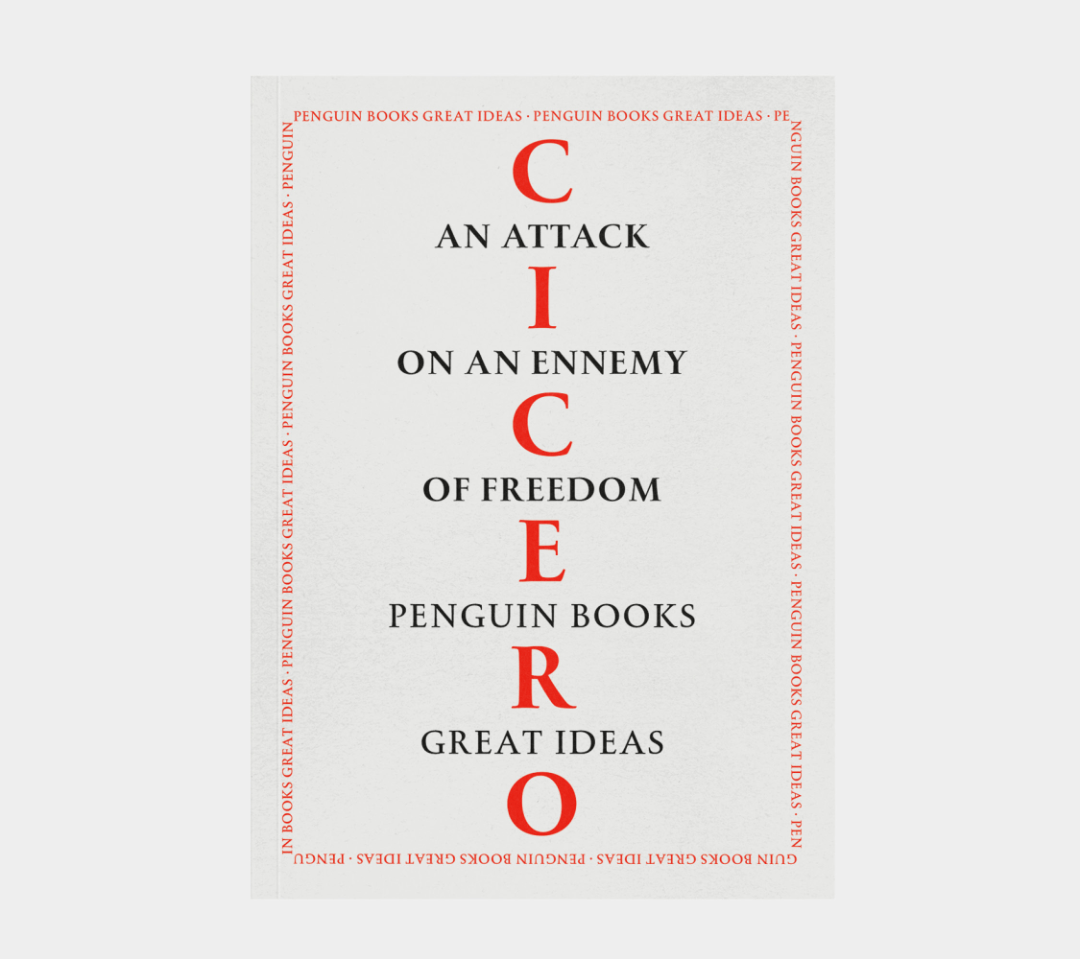 PENGUIN BOOKS GREAT IDEAS · PENGUIN BOOKS GREAT IDEAS · PE
NGUIN BOOKS GREAT IDEAS · PENGUIN BOOKS GREAT IDEAS · PENGUIN BOOKS GREAT IDEAS · PEN
GUIN BOOKS GREAT IDEAS · PENGUIN BOOKS GREAT IDEAS · PENGU
IN BOOKS GREAT IDEAS · PENGUIN BOOKS GREAT IDEAS · PENGUIN BOOKS GREAT IDEAS · PENGUIN
C
AN ATTACK
I
ON AN ENNEMY
C
OF FREEDOM
E
PENGUIN BOOKS
R
GREAT IDEAS
O